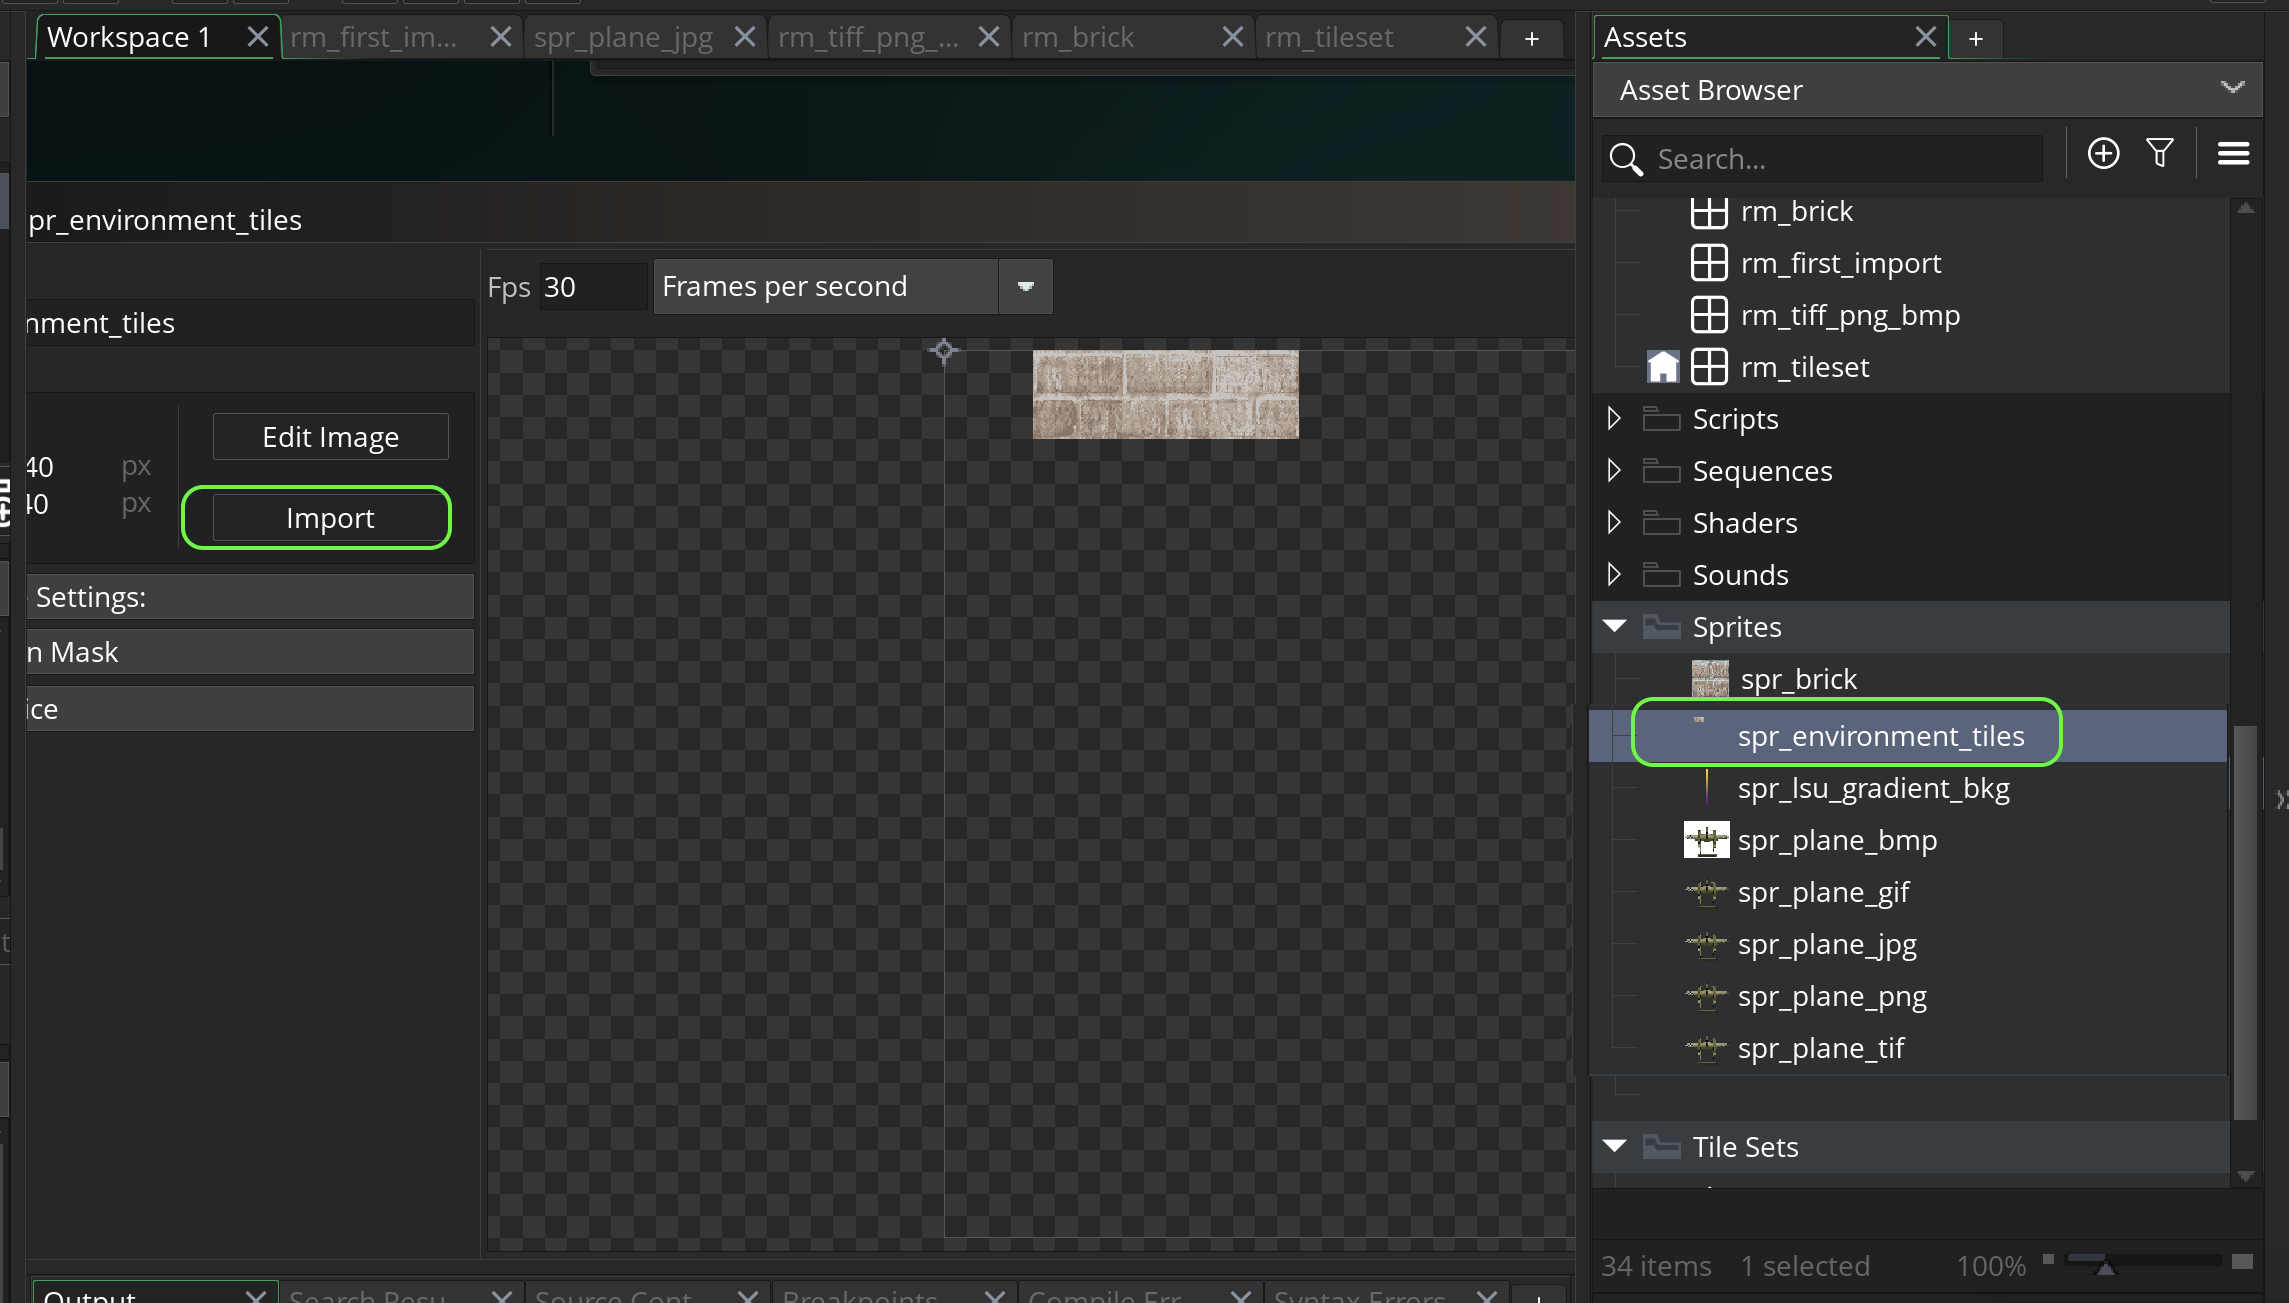 Workspace 1
rm_first_im...
spr_plane_jpg
rm_tiff_png_...
rm_brick
rm_tileset
+
Assets
+
Asset Browser
Search...
pr_environment_tiles
nment_tiles
Fps 30 Frames per second
Edit Image
40 px
40 px
Import
Settings:
n Mask
ice
rm_brick
rm_first_import
rm_tiff_png_bmp
rm_tileset
Scripts
Sequences
Shaders
Sounds
Sprites
spr_brick
spr_environment_tiles
spr_lsu_gradient_bkg
spr_plane_bmp
spr_plane_gif
spr_plane_jpg
spr_plane_png
spr_plane_tif
Tile Sets
34 items 1 selected 100%
Output
Search Resu
Source Cont
Breakpoints
Compile Err
Syntax Errors
+